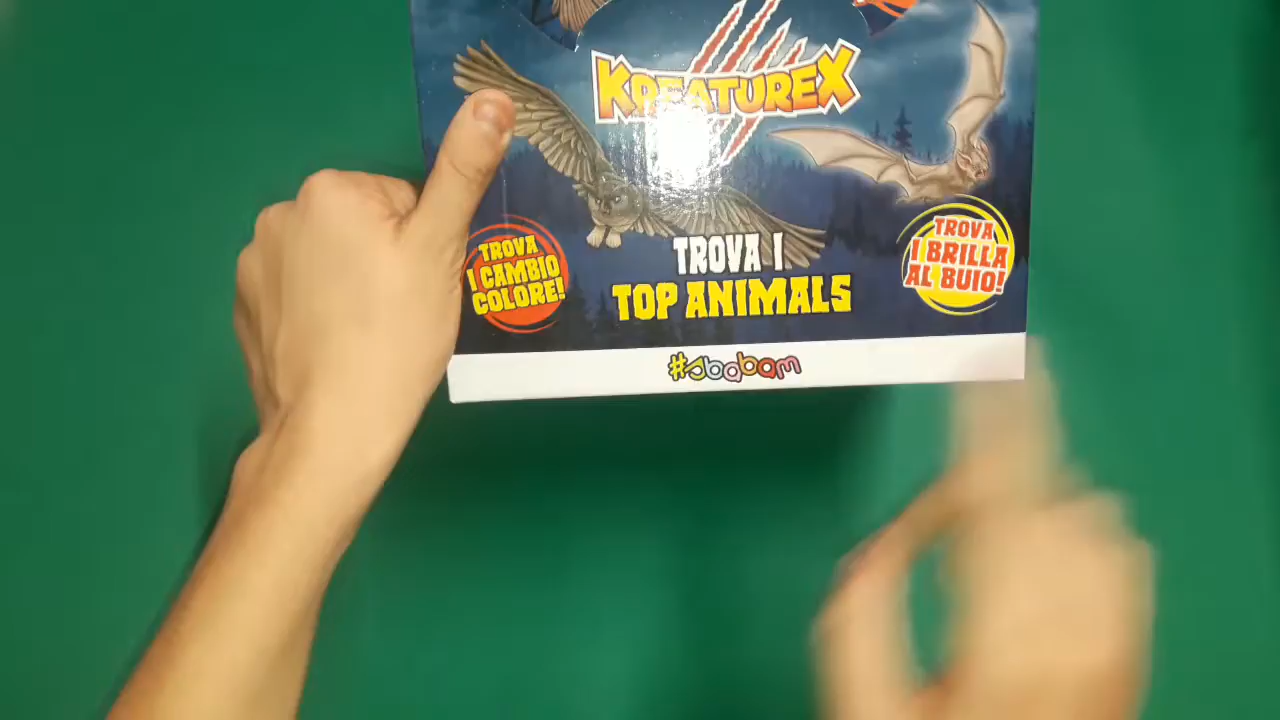 KREATUREX
TROVA I
TOP ANIMALS
TROVA
I CAMBIO
COLORE!
TROVA
I BRILLA
AL BUIO!
#sbabam